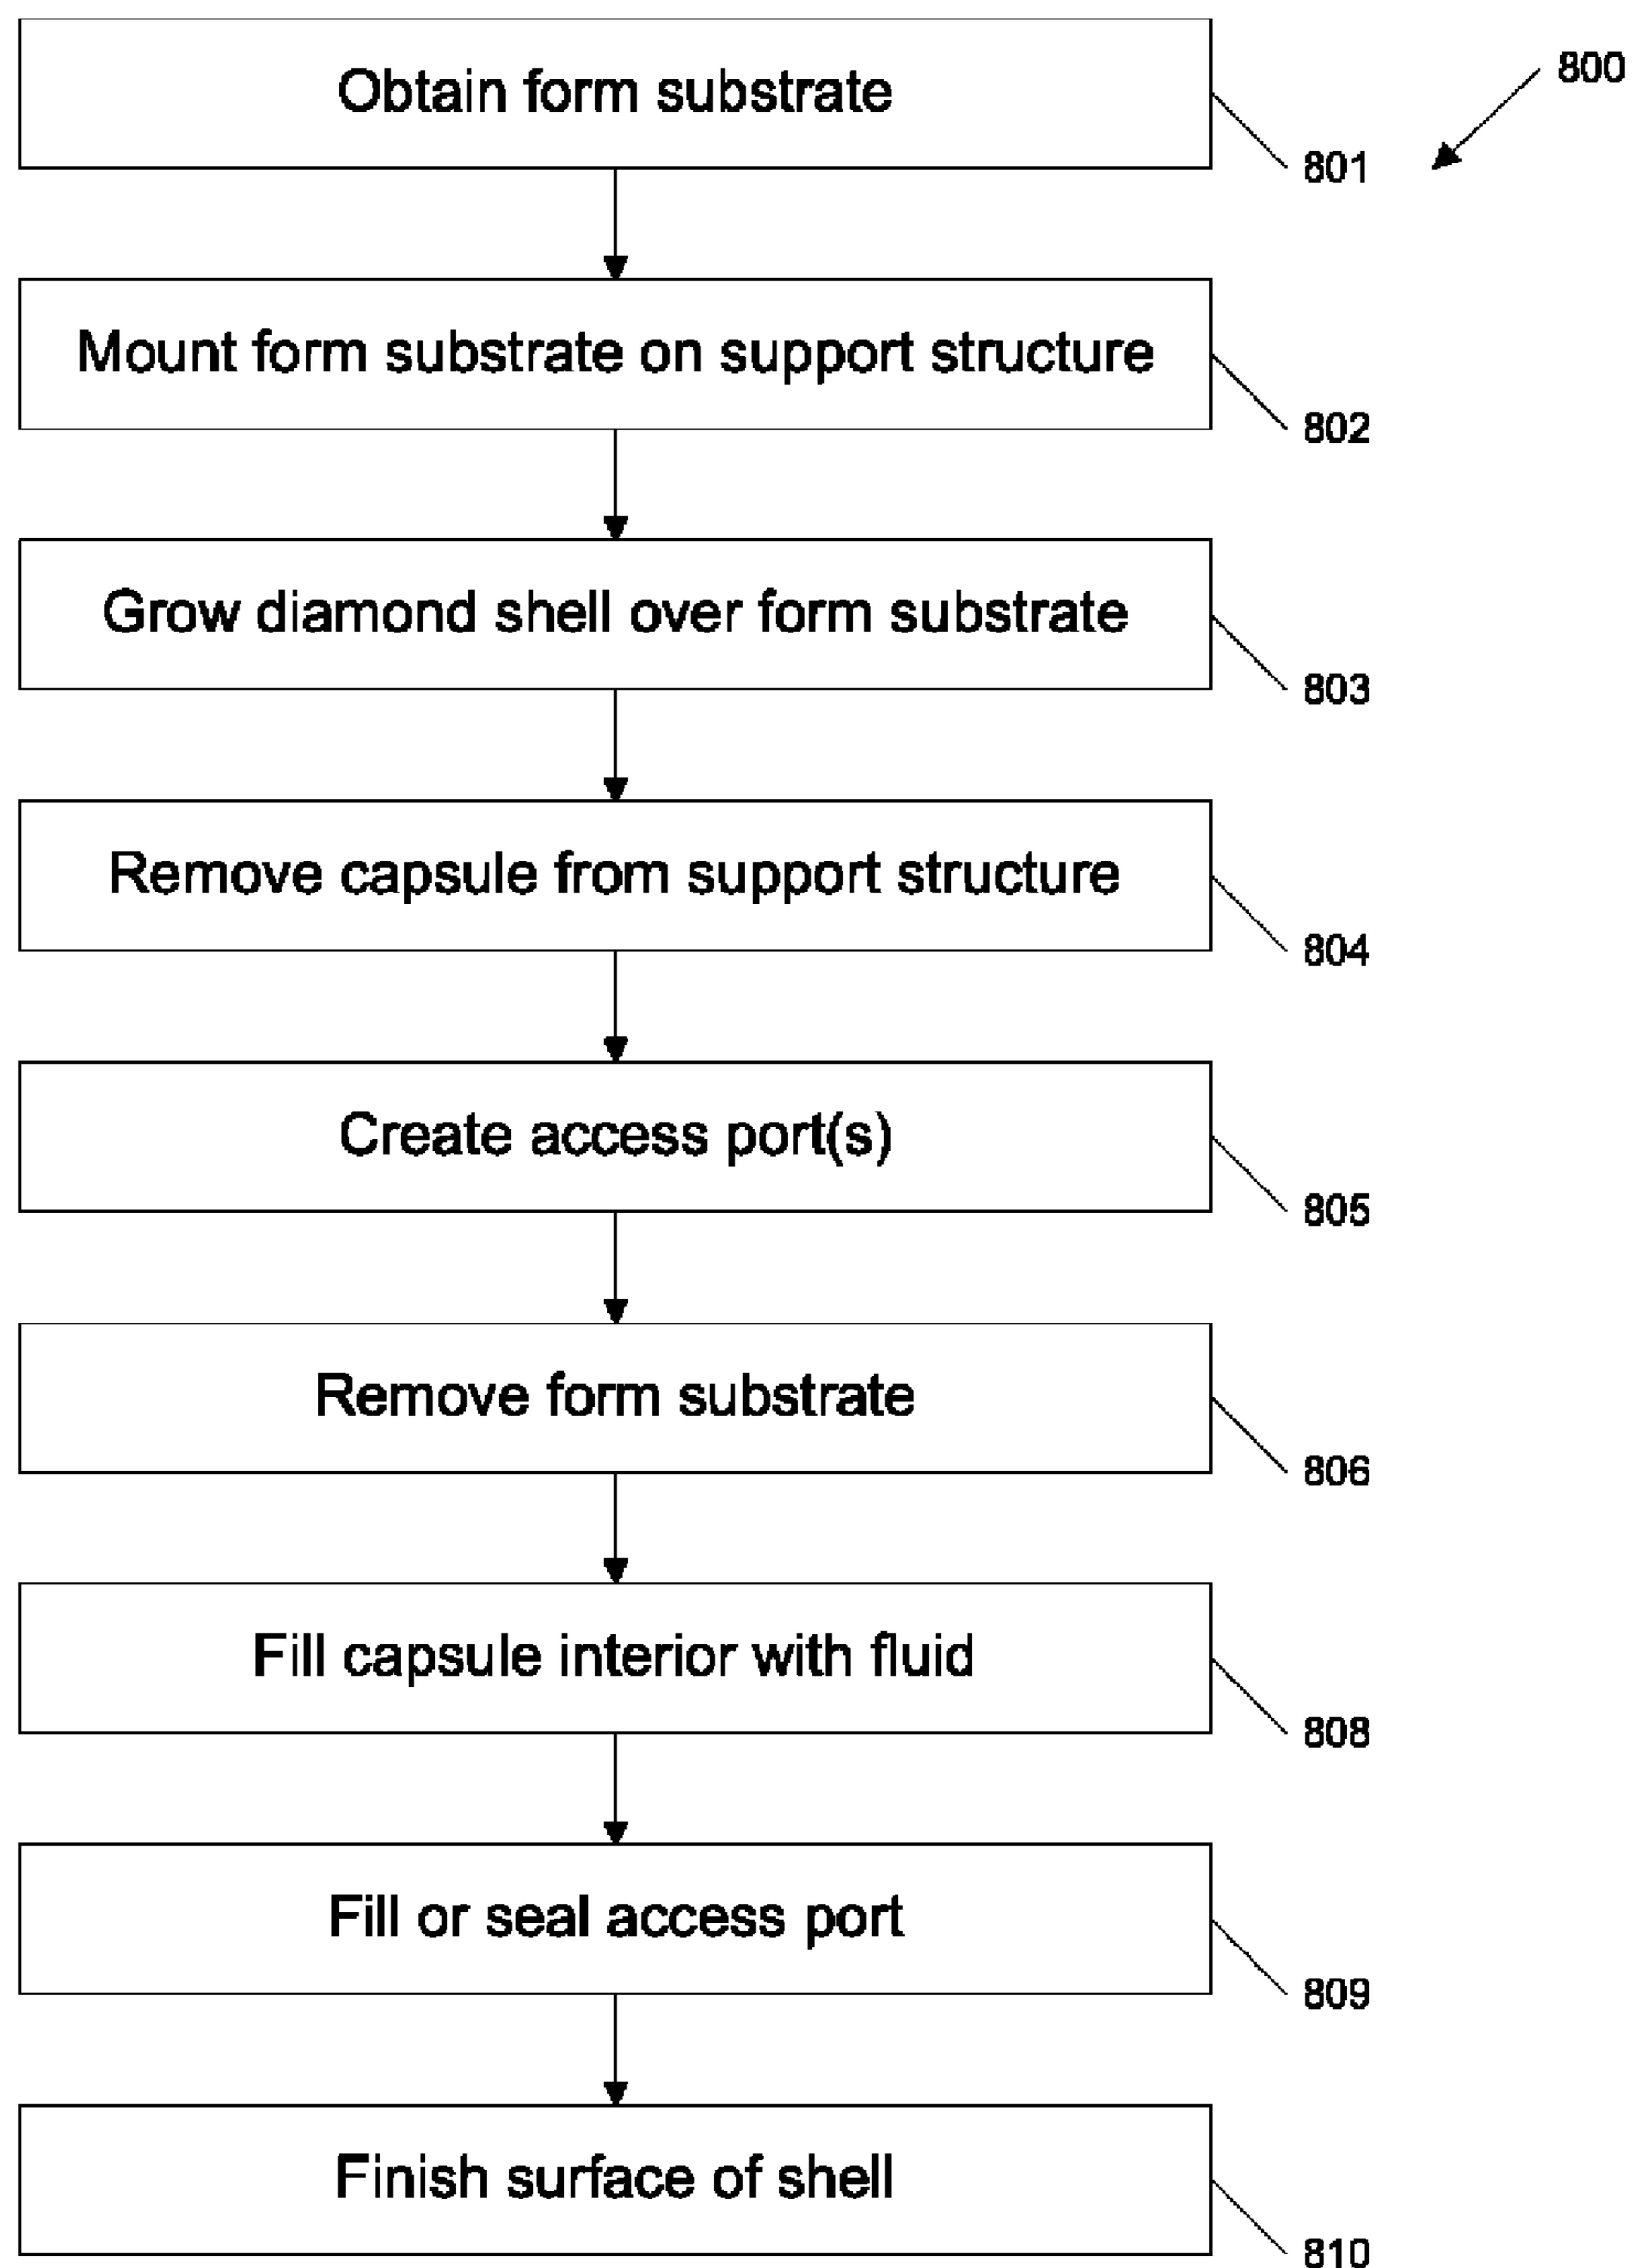 Obtain form substrate
800
801
Mount form substrate on support structure
802
Grow diamond shell over form substrate
803
Remove capsule from support structure
804
Create access port(s)
805
Remove form substrate
806
Fill capsule interior with fluid
808
Fill or seal access port
809
Finish surface of shell
810